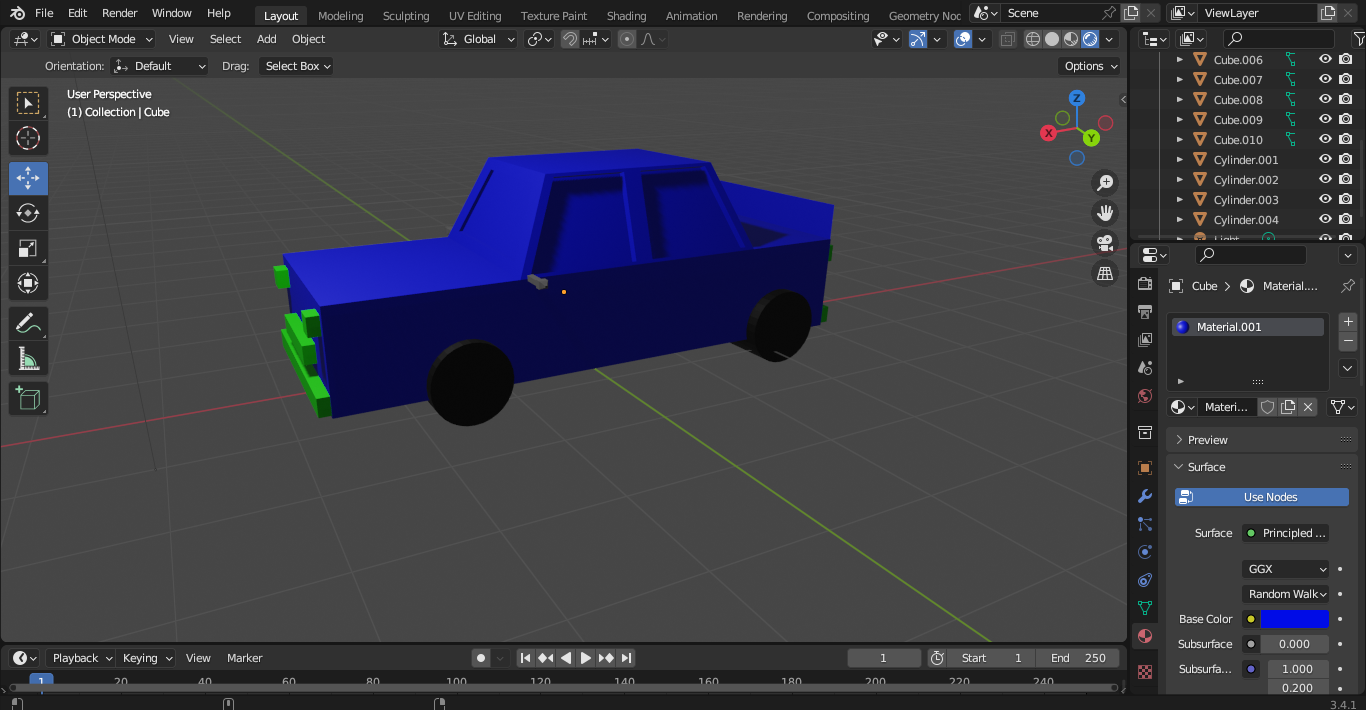 File Edit Render Window Help Layout Modeling Sculpting UV Editing Texture Paint Shading Animation Rendering Compositing Geometry Noc Scene ViewLayer
Object Mode View Select Add Object Global
Orientation: Default Drag: Select Box Options
User Perspective
(1) Collection | Cube
Z
X
Y
Cube.006
Cube.007
Cube.008
Cube.009
Cube.010
Cylinder.001
Cylinder.002
Cylinder.003
Cylinder.004
Light
Cube > Material....
Material.001
Materi...
Preview
Surface
Use Nodes
Surface Principled ...
GGX
Random Walk
Base Color
Subsurface 0.000
Subsurfa... 1.000
0.200
Playback Keying View Marker 1 Start 1 End 250
1 20 40 60 80 100 120 140 160 180 200 220 240
3.4.1